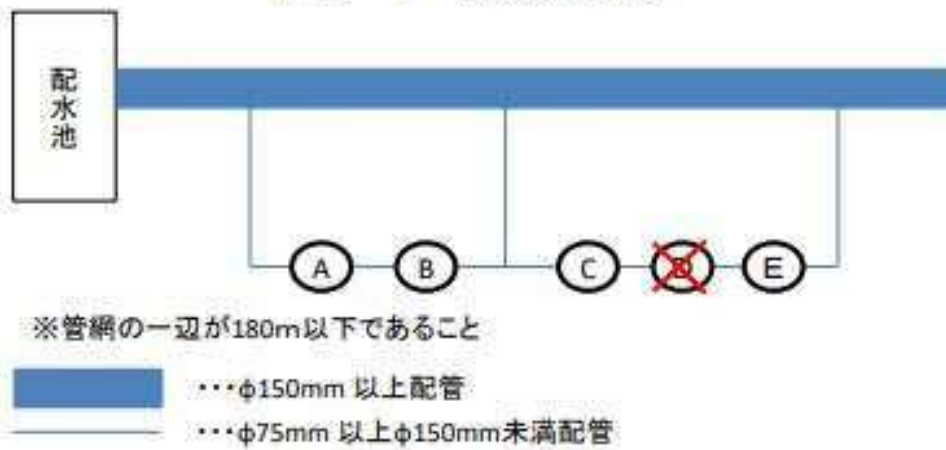 配水池
A B C D E
※管網の一辺が180m以下であること
・・・φ150mm 以上配管
・・・φ75mm 以上φ150mm未満配管